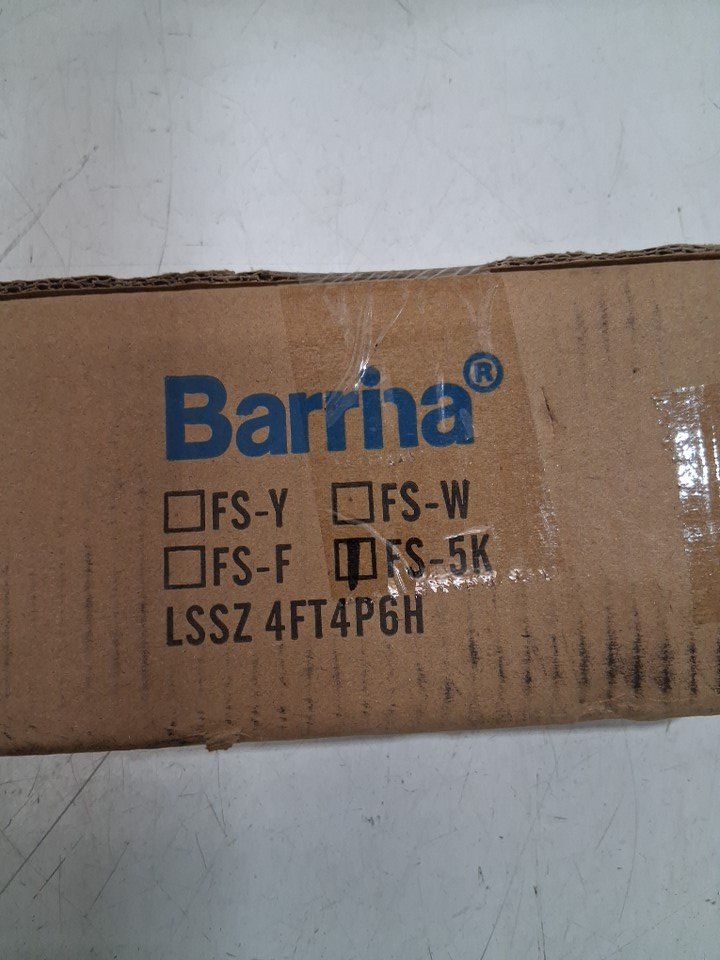 Barrina®
FS-Y FS-W
FS-F FS-5K
LSSZ 4FT4P6H